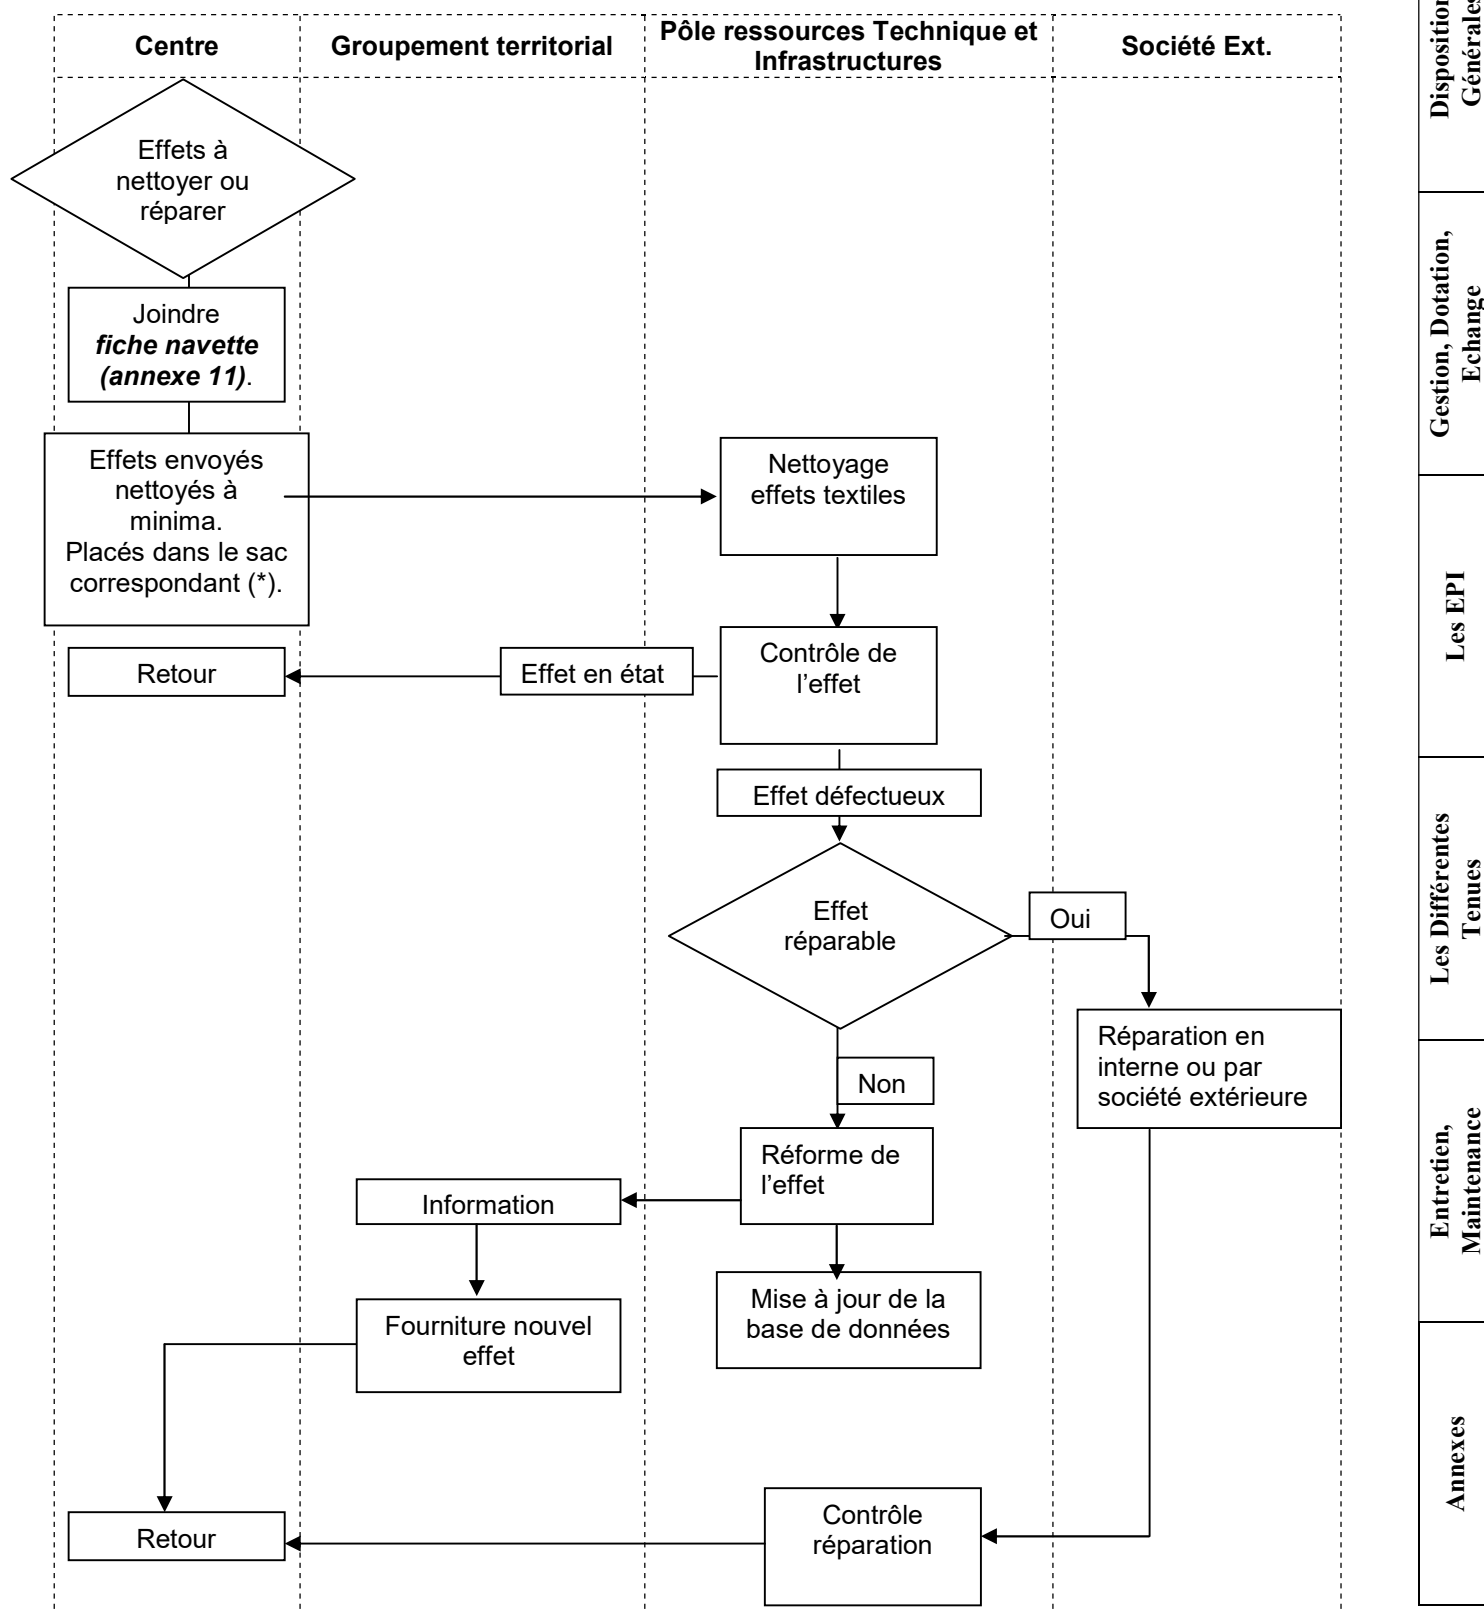 Centre
Groupement territorial
Pôle ressources Technique et
Infrastructures
Société Ext.
Effets à
nettoyer ou
réparer
Joindre
fiche navette
(annexe 11).
Effets envoyés
nettoyés à
minima.
Placés dans le sac
correspondant (*).
Nettoyage
effets textiles
Retour
Effet en état
Contrôle de
l’effet
Effet défectueux
Effet
réparable
Oui
Réparation en
interne ou par
société extérieure
Non
Réforme de
l’effet
Information
Mise à jour de la
base de données
Fourniture nouvel
effet
Contrôle
réparation
Retour
Générales
Gestion, Dotation,
Echange
Les EPI
Les Différentes
Tenues
Entretien,
Maintenance
Annexes